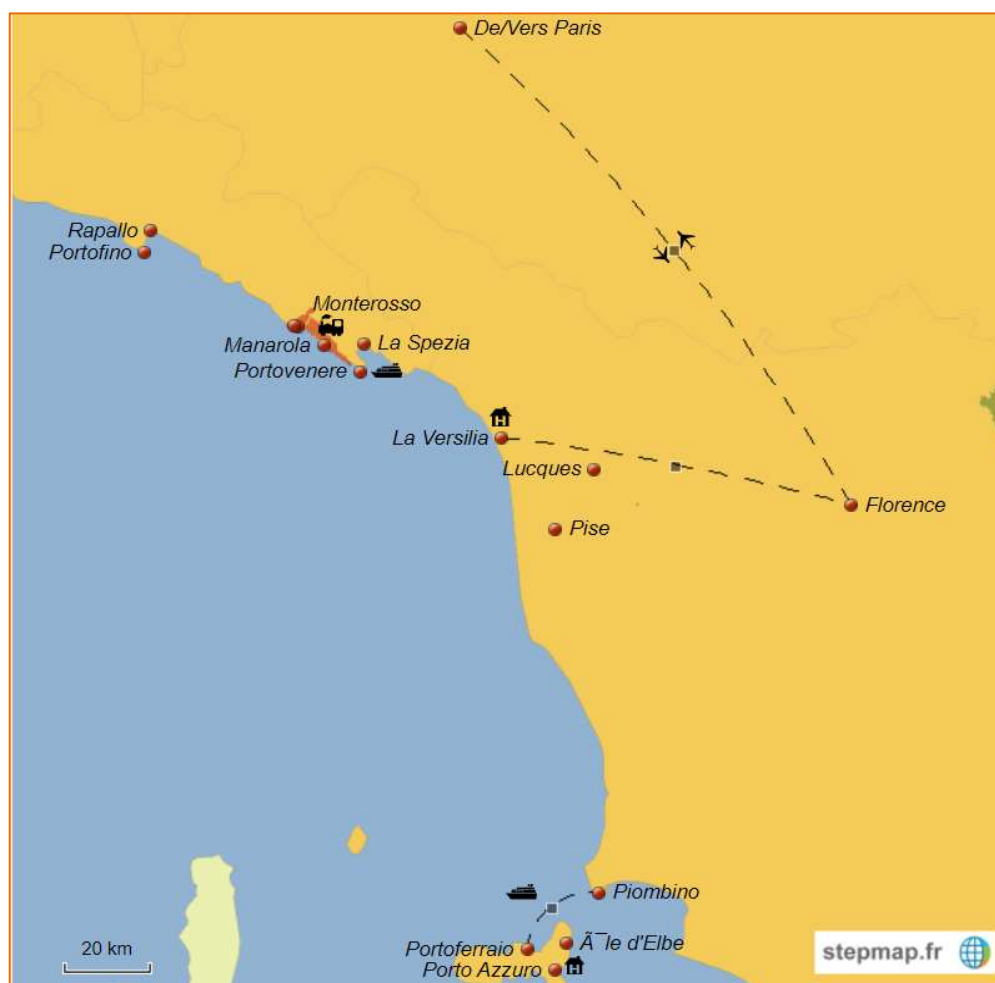 De/Vers Paris
Rapallo
Portofino
Monterosso
Manarola
La Spezia
Portovenere
La Versilia
Lucques
Florence
Pise
Piombino
Portoferraio
Ã¯le d'Elbe
Porto Azzuro
20 km
stepmap.fr